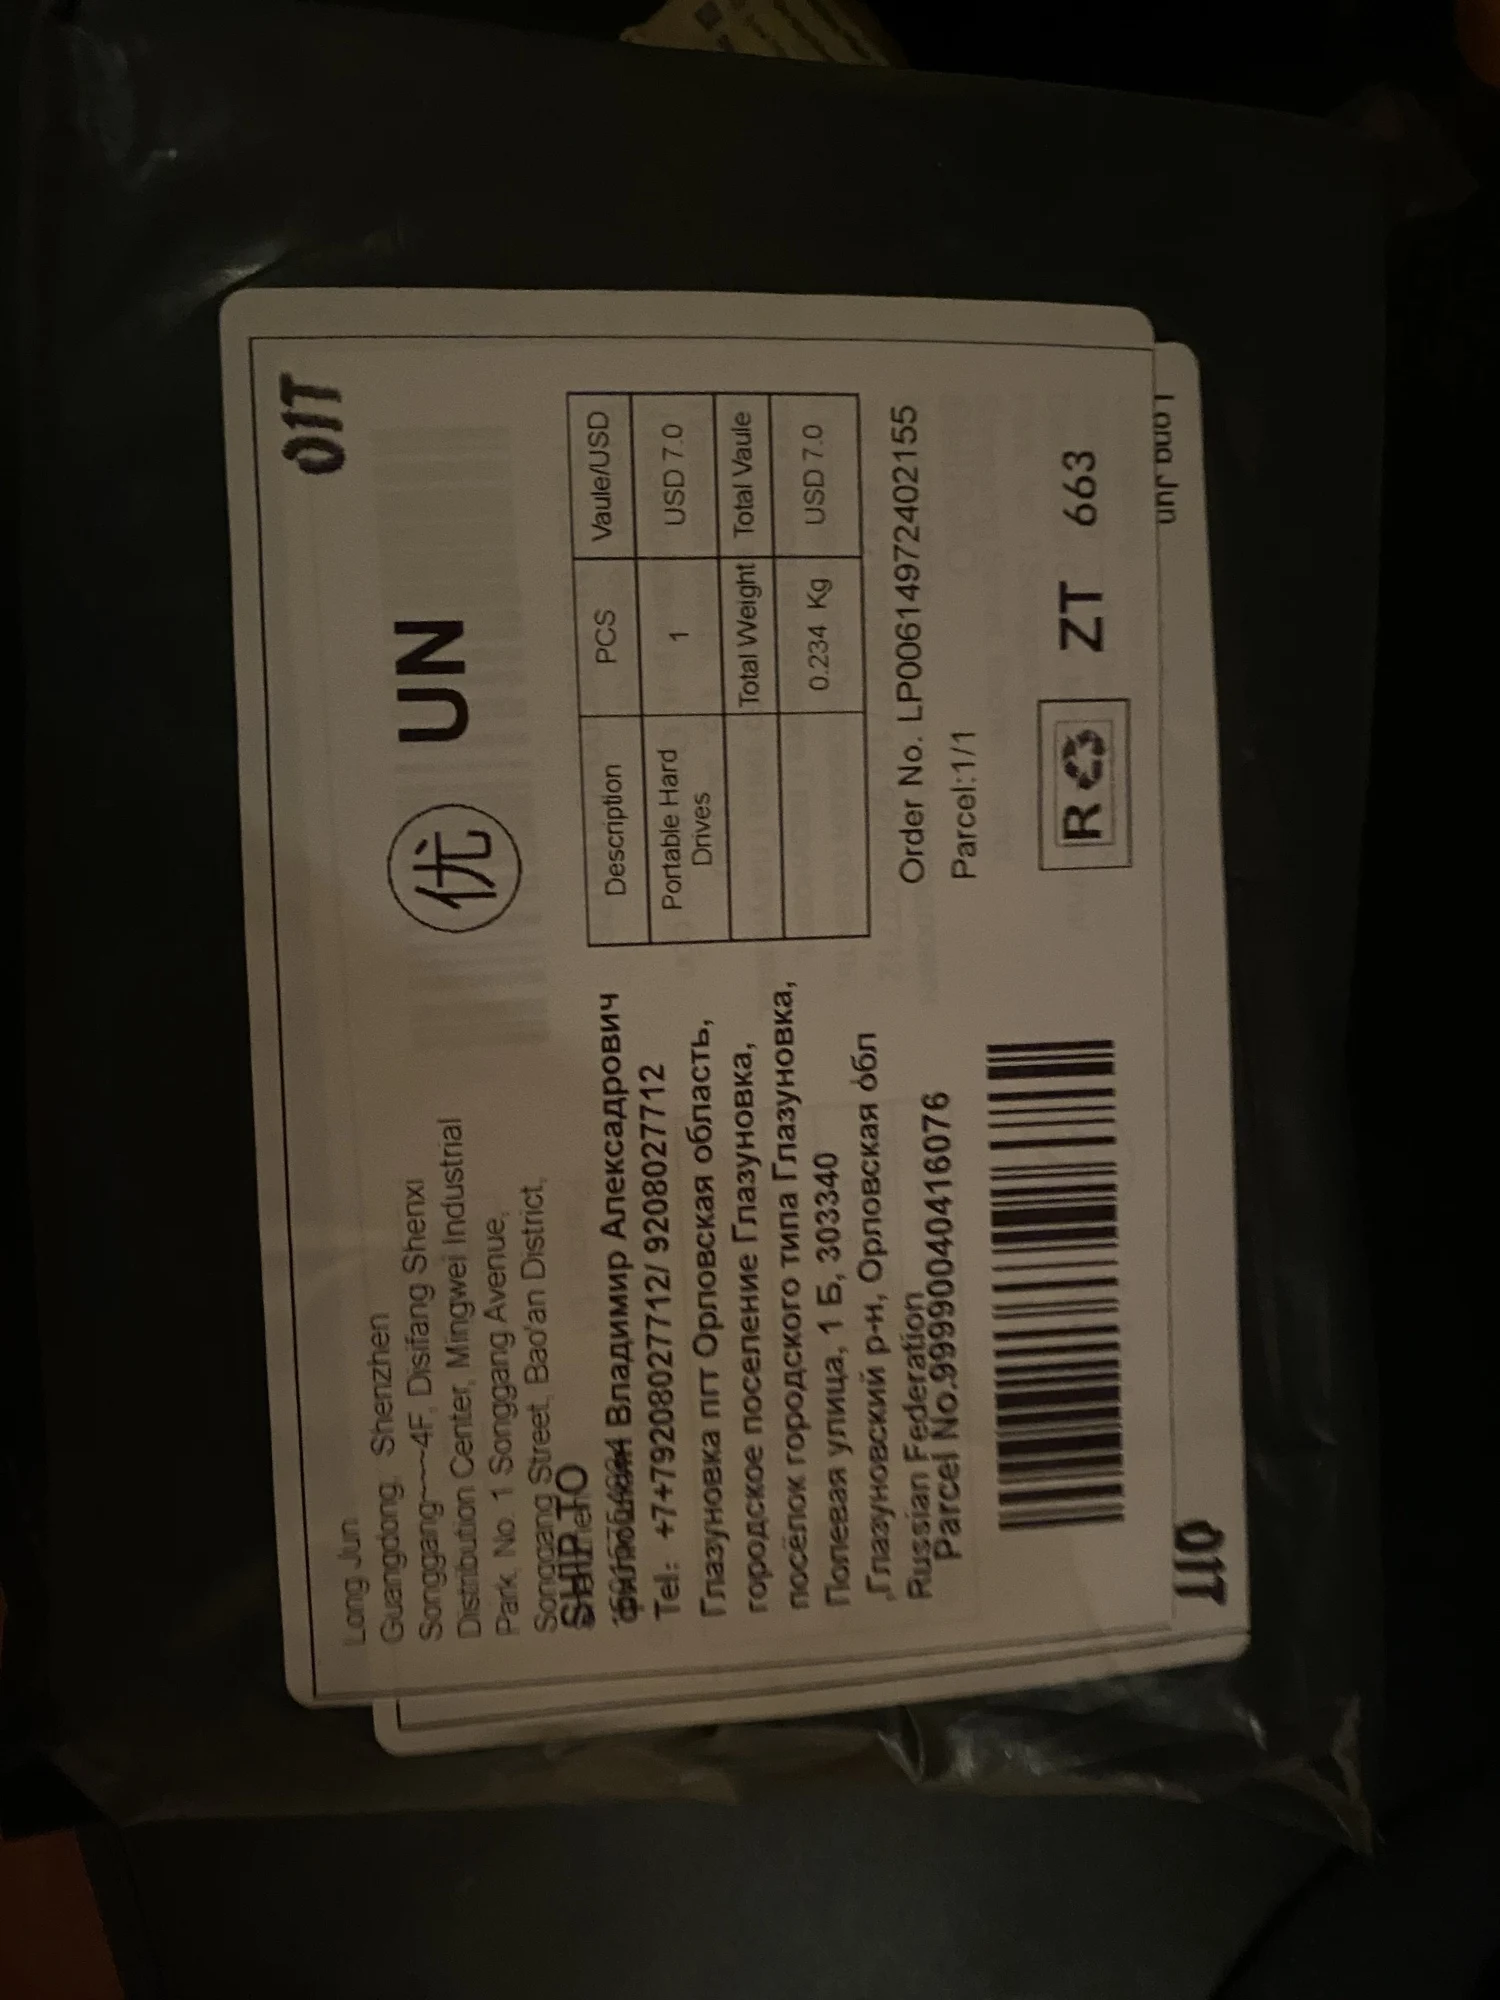 OIT
Long Jun
Guangdong, Shenzhen
Songgang~~4F, Disifang Shenxi
Distribution Center, Mingwei Industrial
Park, No. 1 Songgang Avenue,
Songgang Street, Bao'an District,
优 UN
SHIP TO
Владимир Алексадрович
Tel: +7+79208027712/ 9208027712
Глазуновка пгт Орловская область,
городское поселение Глазуновка,
посёлок городского типа Глазуновка,
Полевая улица, 1 Б, 303340
,Глазуновский р-н, Орловская обл
Russian Federation
Parcel No.99990040416076
Description PCS Vaule/USD
Portable Hard Drives 1 USD 7.0
Total Weight Total Vaule
0.234 Kg USD 7.0
Order No. LP00614972402155
Parcel:1/1
R ZT 663
Long Jun
OIT